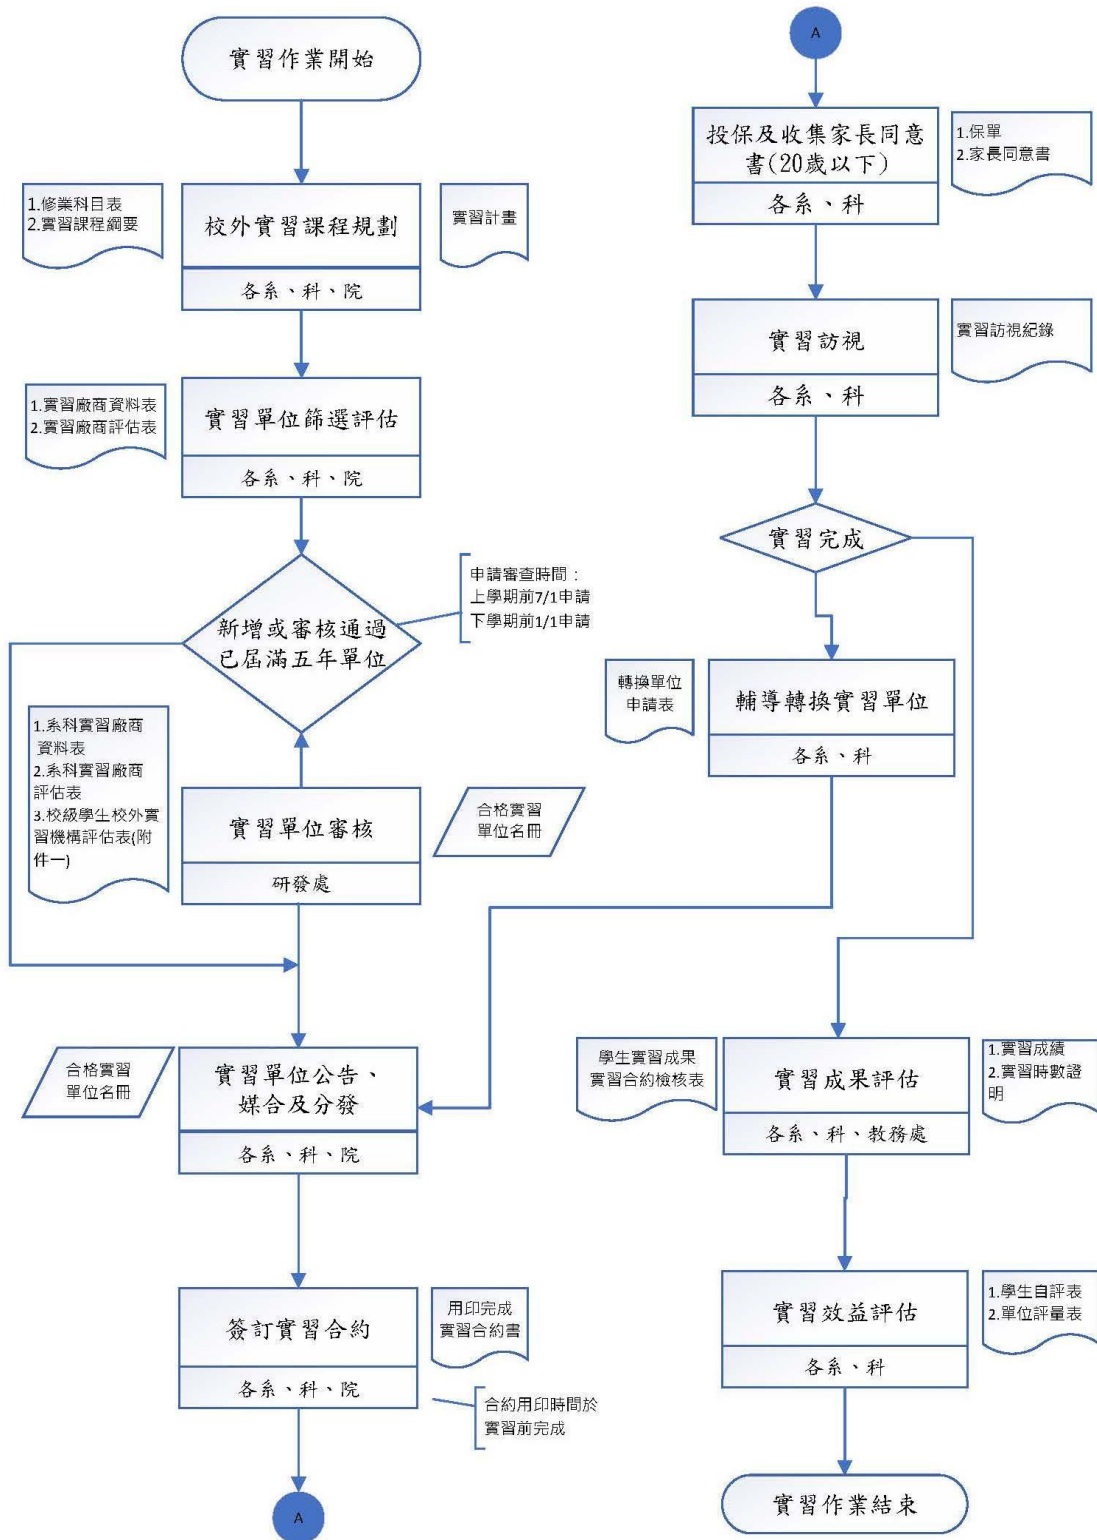 實習作業開始
1.修業科目表
2.實習課程綱要
校外實習課程規劃
各系、科、院
實習計畫
1.實習廠商資料表
2.實習廠商評估表
實習單位篩選評估
各系、科、院
新增或審核通過
已屆滿五年單位
申請審查時間：
上學期前7/1申請
下學期前1/1申請
1.系科實習廠商
資料表
2.系科實習廠商
評估表
3.校級學生校外實
習機構評估表(附
件一)
實習單位審核
研發處
合格實習
單位名冊
合格實習
單位名冊
實習單位公告、
媒合及分發
各系、科、院
簽訂實習合約
各系、科、院
用印完成
實習合約書
合約用印時間於
實習前完成
A
A
投保及收集家長同意
書(20歲以下)
各系、科
1.保單
2.家長同意書
實習訪視
各系、科
實習訪視紀錄
實習完成
轉換單位
申請表
輔導轉換實習單位
各系、科
學生實習成果
實習合約檢核表
實習成果評估
各系、科、教務處
1.實習成績
2.實習時數證
明
實習效益評估
各系、科
1.學生自評表
2.單位評量表
實習作業結束